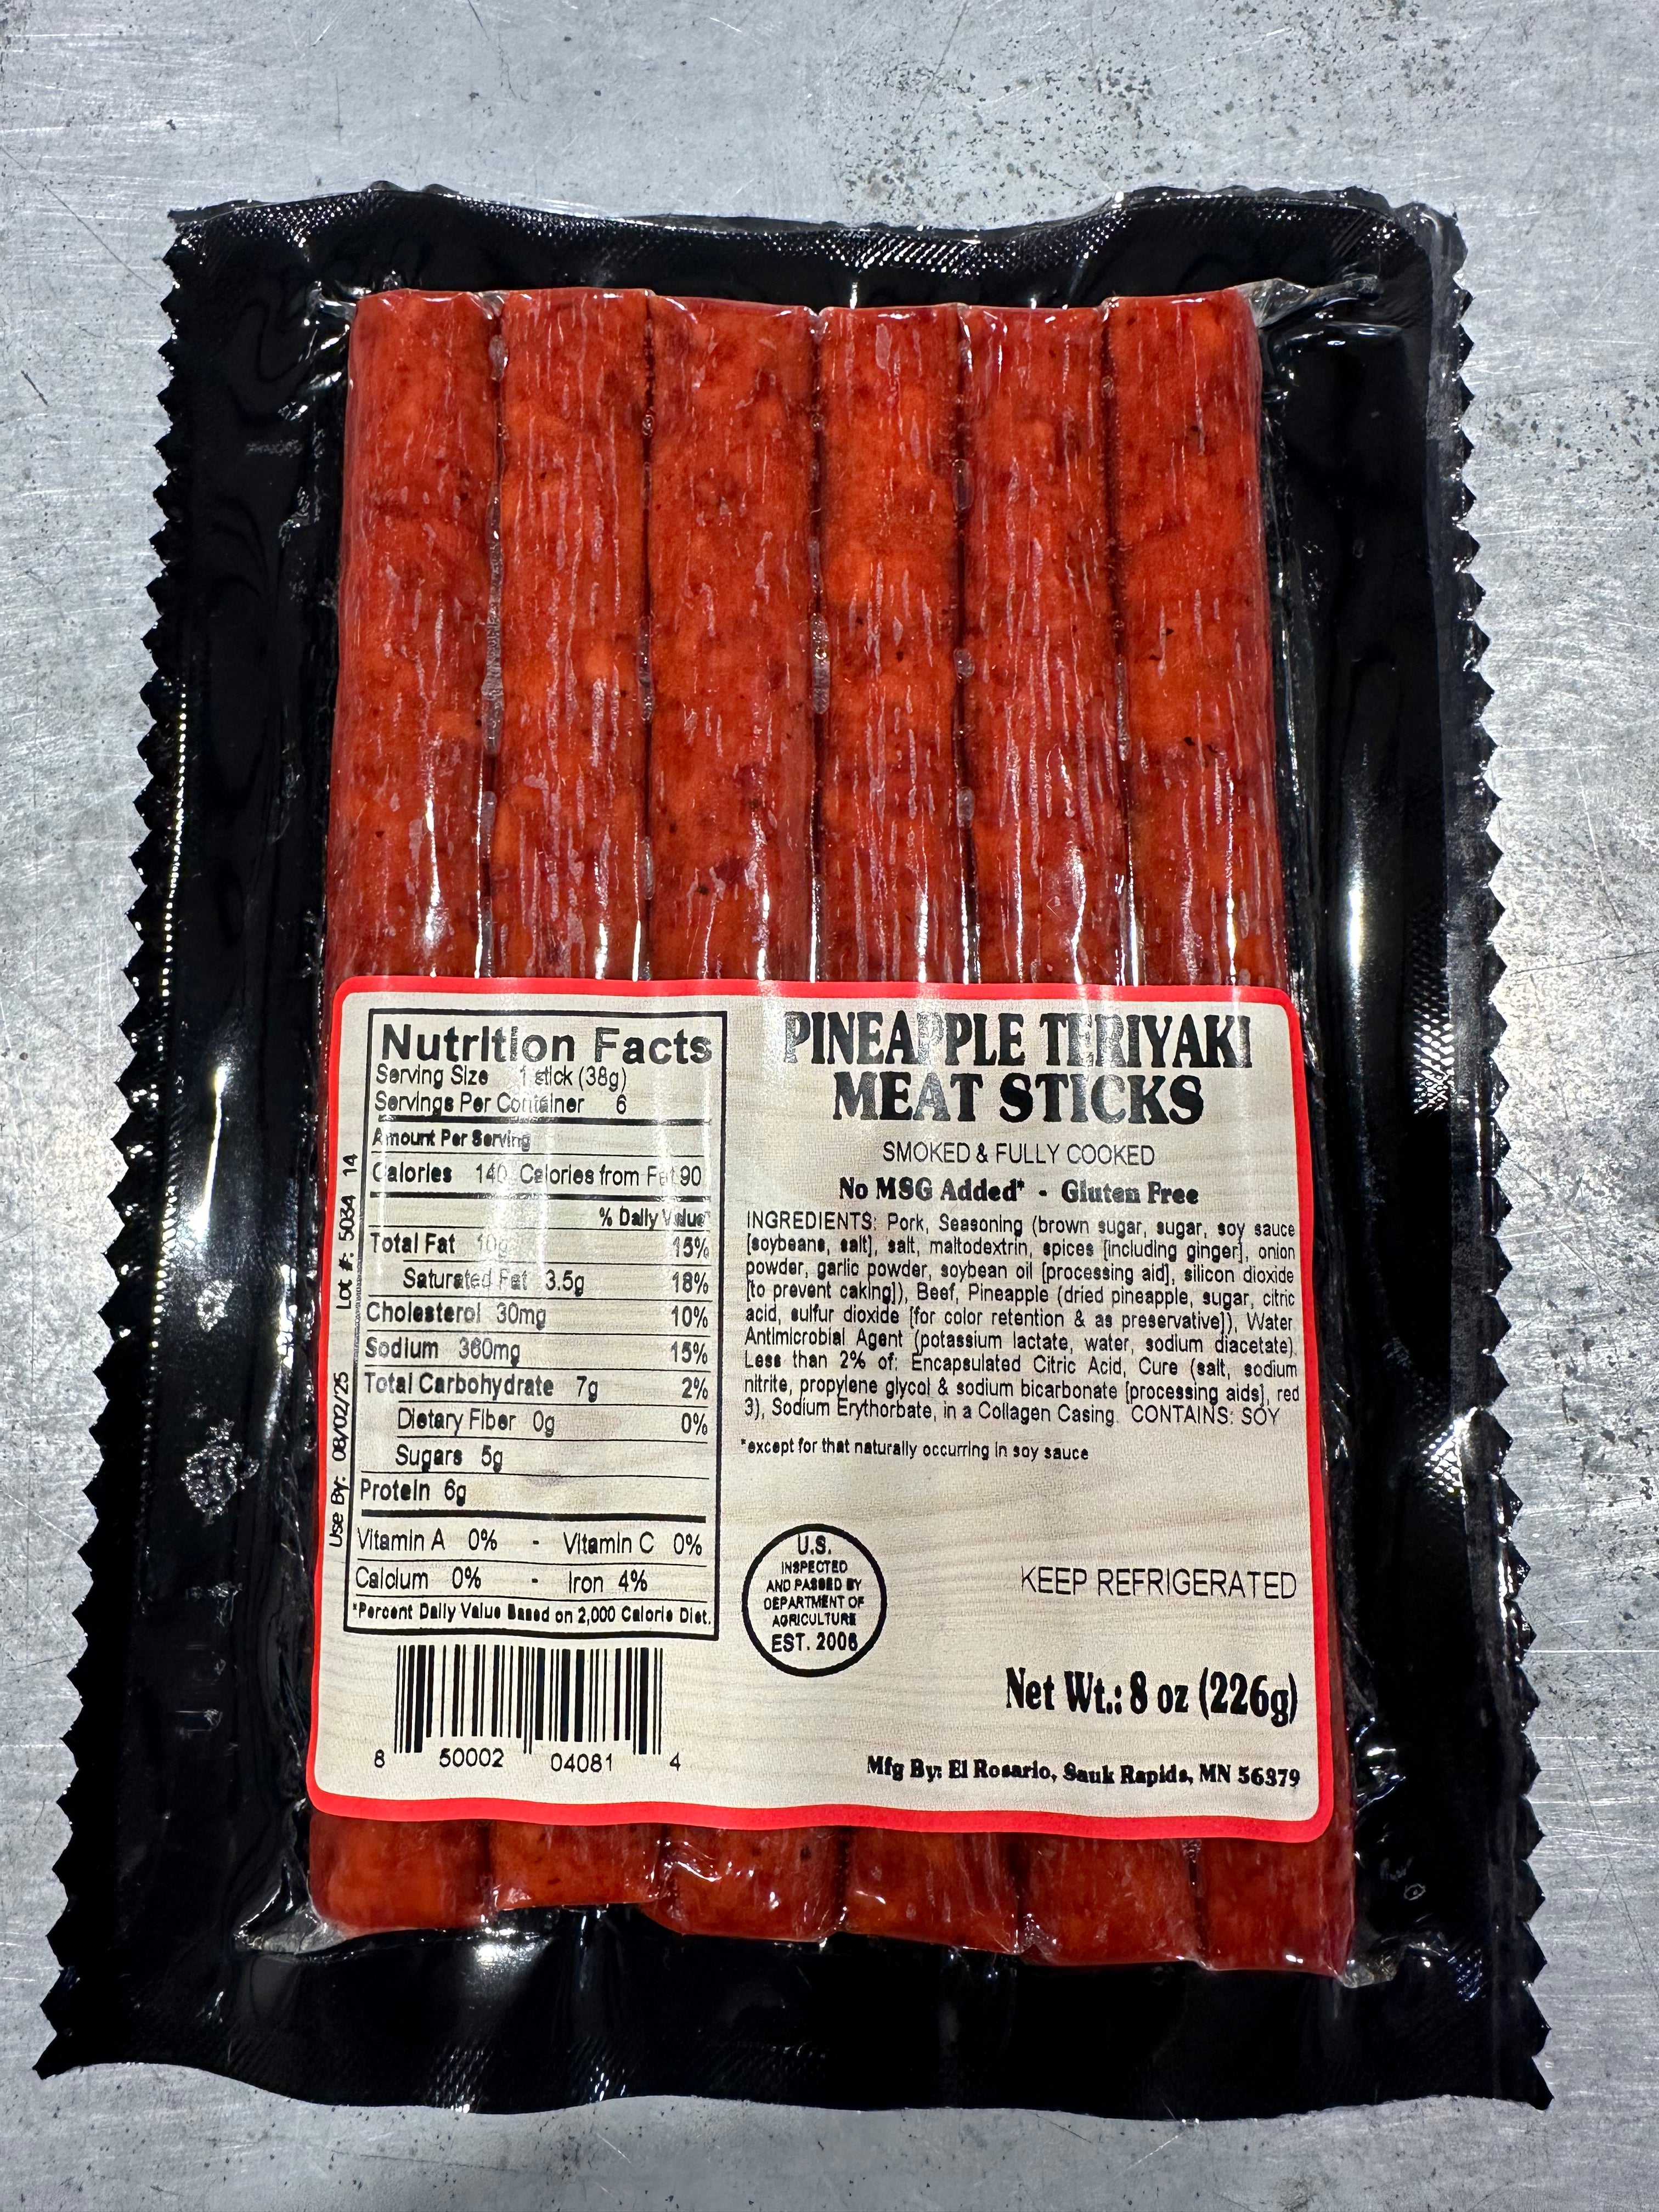 Nutrition Facts
Serving Size 1 stick (38g)
Servings Per Container 6
Amount Per Serving
Calories 140 Calories from Fat 90
% Daily Value*
Total Fat 10g 15%
Saturated Fat 3.5g 18%
Cholesterol 30mg 10%
Sodium 360mg 15%
Total Carbohydrate 7g 2%
Dietary Fiber 0g 0%
Sugars 5g
Protein 6g
Vitamin A 0% - Vitamin C 0%
Calcium 0% - Iron 4%
*Percent Daily Value Based on 2,000 Calorie Diet.
Use By: 08/02/25 Lot #: 5034 14
8 50002 04081 4
PINEAPPLE TERIYAKI
MEAT STICKS
SMOKED & FULLY COOKED
No MSG Added* - Gluten Free
INGREDIENTS: Pork, Seasoning (brown sugar, sugar, soy sauce
[soybeans, salt], salt, maltodextrin, spices [including ginger], onion
powder, garlic powder, soybean oil [processing aid], silicon dioxide
[to prevent caking]), Beef, Pineapple (dried pineapple, sugar, citric
acid, sulfur dioxide [for color retention & as preservative]), Water,
Antimicrobial Agent (potassium lactate, water, sodium diacetate).
Less than 2% of: Encapsulated Citric Acid, Cure (salt, sodium
nitrite, propylene glycol & sodium bicarbonate [processing aids], red
3), Sodium Erythorbate, in a Collagen Casing. CONTAINS: SOY
*except for that naturally occurring in soy sauce
U.S.
INSPECTED
AND PASSED BY
DEPARTMENT OF
AGRICULTURE
EST. 2006
KEEP REFRIGERATED
Net Wt.: 8 oz (226g)
Mfg By: El Rosario, Sauk Rapids, MN 56379